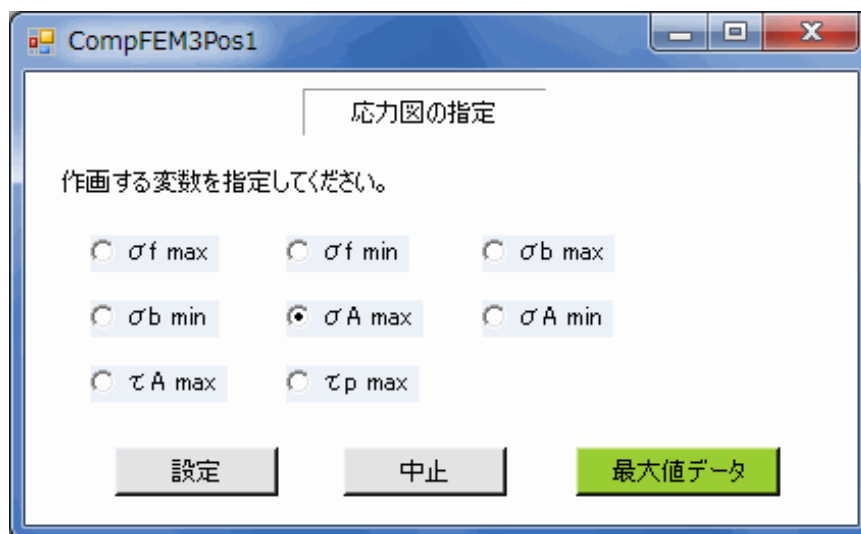 CompFEM3Pos1
応力図の指定
作画する変数を指定してください。
σf max σf min σb max
σb min σA max σA min
τA max τp max
設定 中止 最大値データ